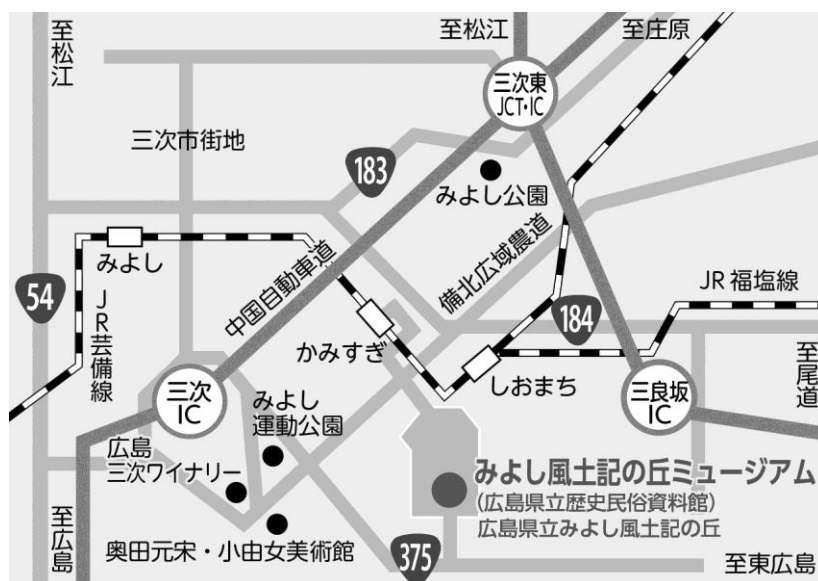 至松江
至松江
至庄原
三次東
JCT・IC
三次市街地
183
みよし公園
みよし
中国自動車道
備北広域農道
54
JR芸備線
JR福塩線
184
かみすぎ
しおまち
至尾道
三次
IC
みよし
運動公園
三良坂
IC
広島
三次ワイナリー
みよし風土記の丘ミュージアム
(広島県立歴史民俗資料館)
広島県立みよし風土記の丘
至広島
奥田元宋・小由女美術館
375
至東広島